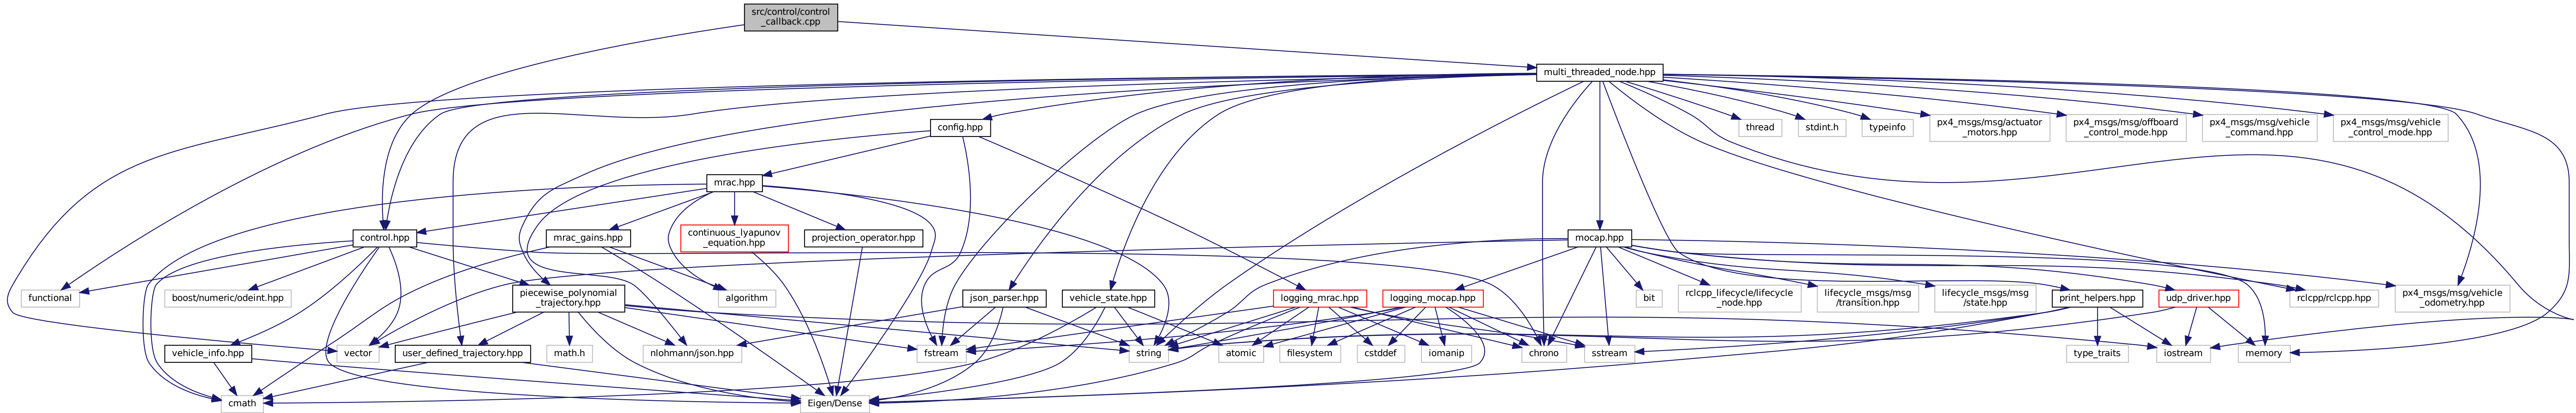 src/control/control
_callback.cpp
multi_threaded_node.hpp
config.hpp
thread
stdint.h
typeinfo
px4_msgs/msg/actuator
_motors.hpp
px4_msgs/msg/offboard
_control_mode.hpp
px4_msgs/msg/vehicle
_command.hpp
px4_msgs/msg/vehicle
_control_mode.hpp
mrac.hpp
control.hpp
mrac_gains.hpp
continuous_lyapunov
_equation.hpp
projection_operator.hpp
mocap.hpp
functional
boost/numeric/odeint.hpp
piecewise_polynomial
_trajectory.hpp
algorithm
json_parser.hpp
vehicle_state.hpp
logging_mrac.hpp
logging_mocap.hpp
bit
rclcpp_lifecycle/lifecycle
_node.hpp
lifecycle_msgs/msg
/transition.hpp
lifecycle_msgs/msg
/state.hpp
print_helpers.hpp
udp_driver.hpp
rclcpp/rclcpp.hpp
px4_msgs/msg/vehicle
_odometry.hpp
vehicle_info.hpp
vector
user_defined_trajectory.hpp
math.h
nlohmann/json.hpp
fstream
string
atomic
filesystem
cstddef
iomanip
chrono
sstream
type_traits
iostream
memory
cmath
Eigen/Dense